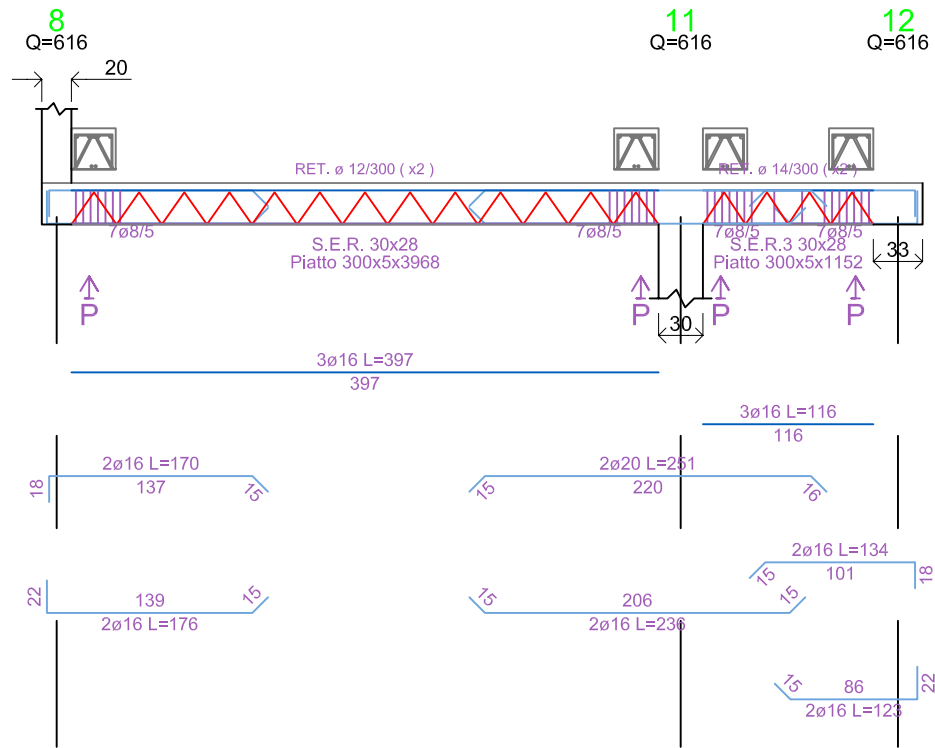 8
11
12
Q=616
Q=616
Q=616
20
RET. ø 12/300 ( x2 )
RET. ø 14/300 ( x2 )
7ø8/5
7ø8/5
7ø8/5
7ø8/5
S.E.R. 30x28
S.E.R.3 30x28
33
Piatto 300x5x3968
Piatto 300x5x1152
P
P
P
P
30
3ø16 L=397
397
3ø16 L=116
116
2ø16 L=170
2ø20 L=251
18
137
15
15
220
16
2ø16 L=134
15
101
18
22
139
15
15
206
15
2ø16 L=176
2ø16 L=236
15
86
22
2ø16 L=123